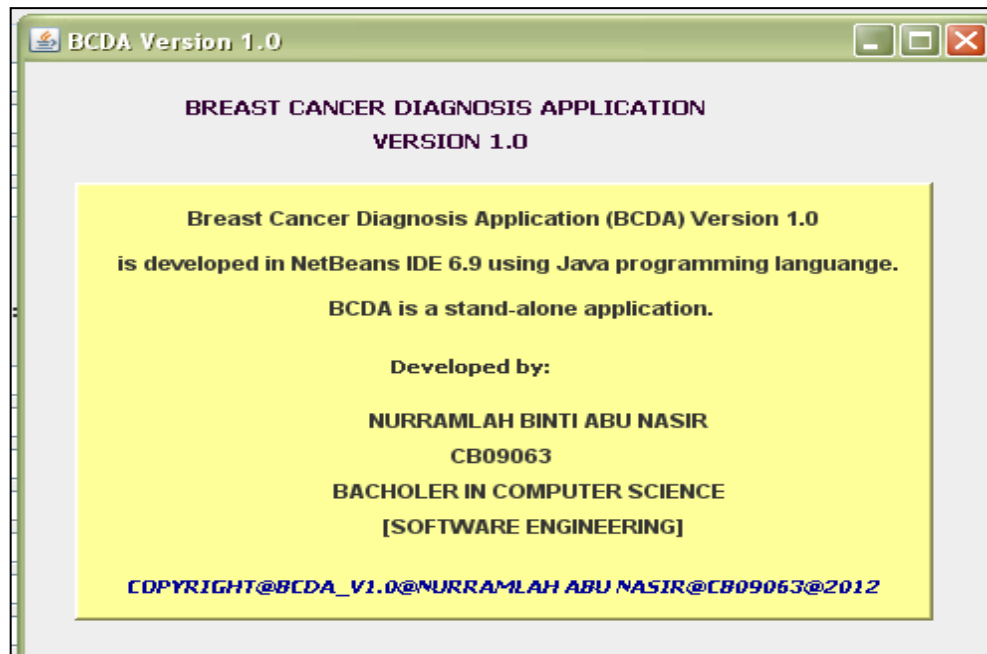 BCDA Version 1.0
BREAST CANCER DIAGNOSIS APPLICATION
VERSION 1.0
Breast Cancer Diagnosis Application (BCDA) Version 1.0
is developed in NetBeans IDE 6.9 using Java programming languange.
BCDA is a stand-alone application.
Developed by:
NURRAMLAH BINTI ABU NASIR
CB09063
BACHOLER IN COMPUTER SCIENCE
[SOFTWARE ENGINEERING]
COPYRIGHT@BCDA_V1.0@NURRAMLAH ABU NASIR@CB09063@2012